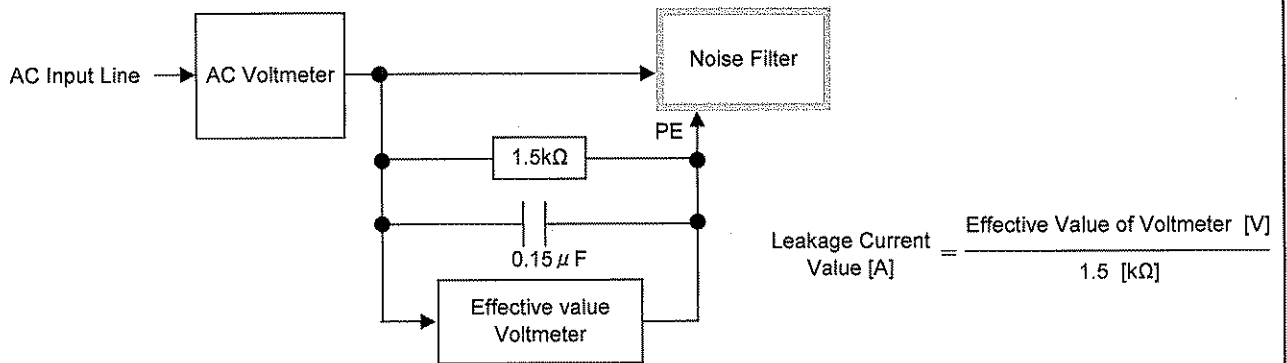 AC Input Line
AC Voltmeter
Noise Filter
PE
1.5kΩ
0.15 μ F
Effective value
Voltmeter
Leakage Current
Value [A]
=
Effective Value of Voltmeter [V]
1.5 [kΩ]